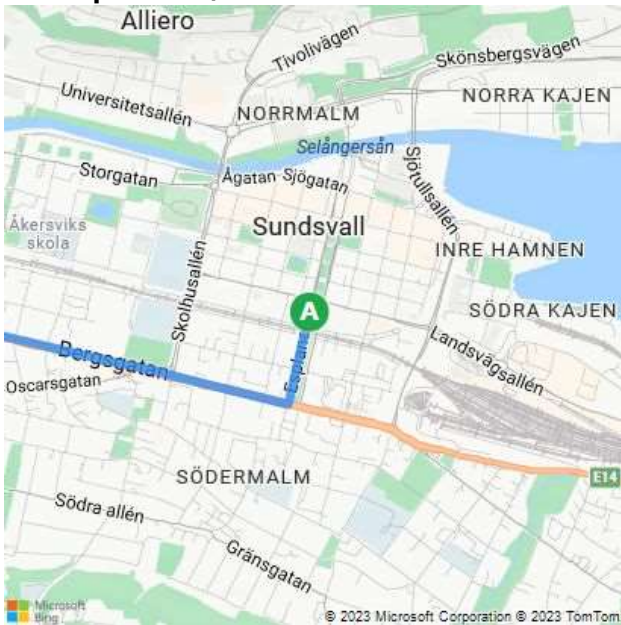 Alliero
Tivolivägen
Skönsbergsvägen
Universitetsallén
NORRMALM
NORRA KAJEN
Selångersån
Storgatan
Ågatan
Sjögatan
Sjötullsallén
Åkersviks
skola
Sundsvall
INRE HAMNEN
Skolhusallén
A
SÖDRA KAJEN
Landsvägsallén
Bergsgatan
Oscarsgatan
E14
SÖDERMALM
Södra allén
Gränsgatan
Microsoft
Bing
© 2023 Microsoft Corporation © 2023 TomTom